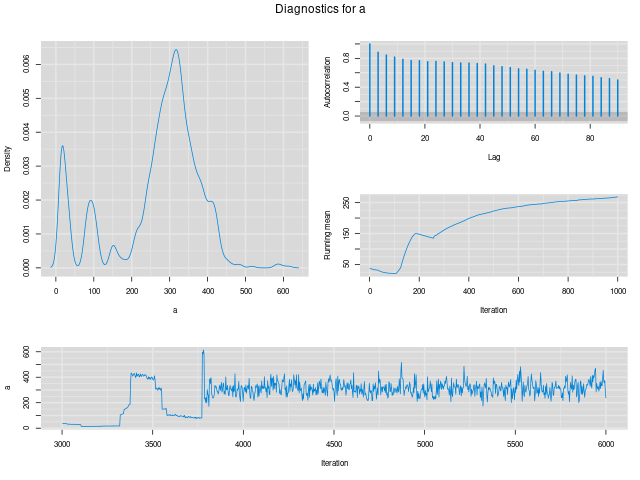 Diagnostics for a
Density
0.000 0.001 0.002 0.003 0.004 0.005 0.006
0 100 200 300 400 500 600
a
Autocorrelation
0.0 0.4 0.8
0 20 40 60 80
Lag
Running mean
50 150 250
0 200 400 600 800 1000
Iteration
a
0 200 400 600
3000 3500 4000 4500 5000 5500 6000
Iteration